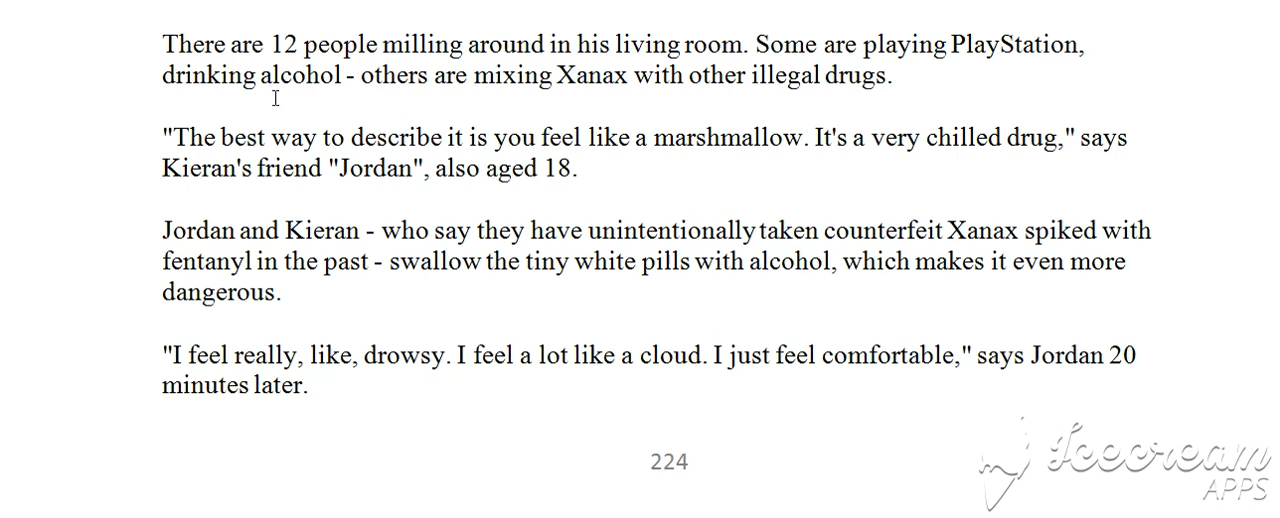 There are 12 people milling around in his living room. Some are playing PlayStation,
drinking alcohol - others are mixing Xanax with other illegal drugs.
"The best way to describe it is you feel like a marshmallow. It's a very chilled drug," says
Kieran's friend "Jordan", also aged 18.
Jordan and Kieran - who say they have unintentionally taken counterfeit Xanax spiked with
fentanyl in the past - swallow the tiny white pills with alcohol, which makes it even more
dangerous.
"I feel really, like, drowsy. I feel a lot like a cloud. I just feel comfortable," says Jordan 20
minutes later.
224
Icecream
APPS